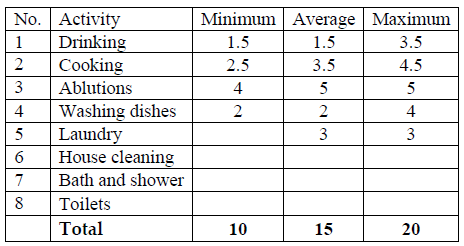 No. Activity Minimum Average Maximum
1 Drinking 1.5 1.5 3.5
2 Cooking 2.5 3.5 4.5
3 Ablutions 4 5 5
4 Washing dishes 2 2 4
5 Laundry 3 3
6 House cleaning
7 Bath and shower
8 Toilets
Total 10 15 20